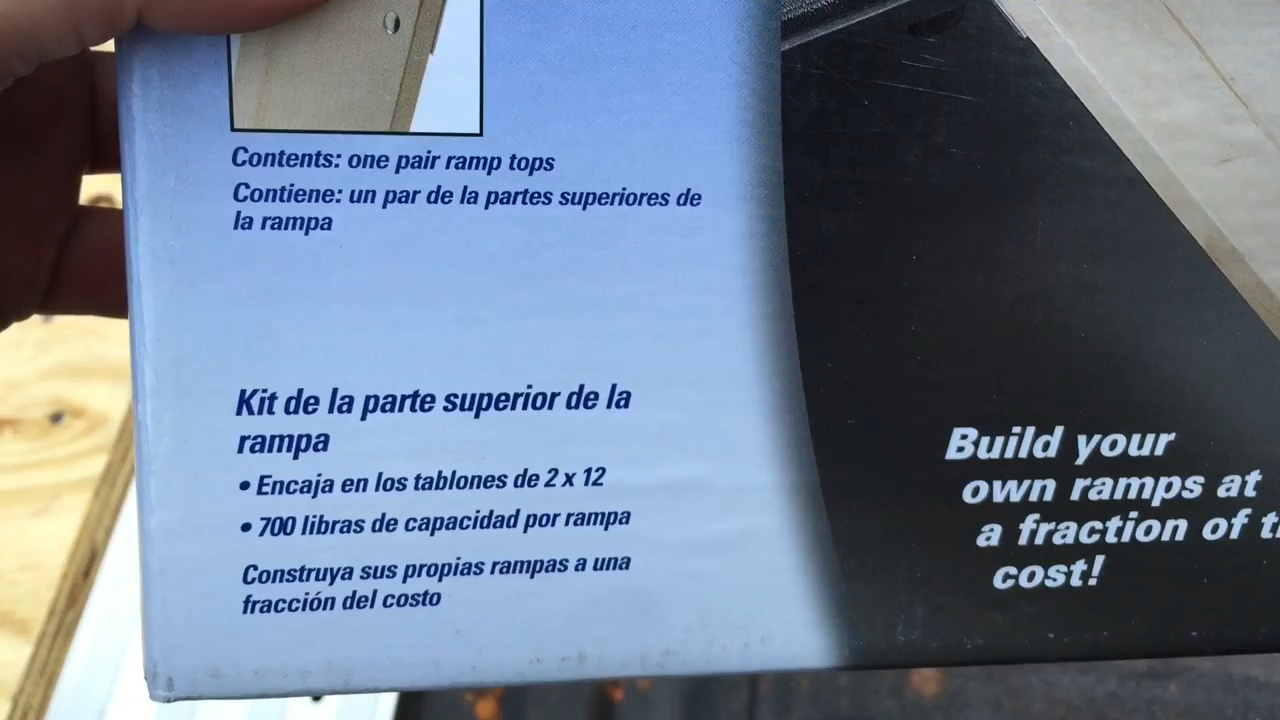 Contents: one pair ramp tops
Contiene: un par de la partes superiores de
la rampa
Kit de la parte superior de la
rampa
• Encaja en los tablones de 2 x 12
• 700 libras de capacidad por rampa
Construya sus propias rampas a una
fracción del costo
Build your
own ramps at
a fraction of
cost!